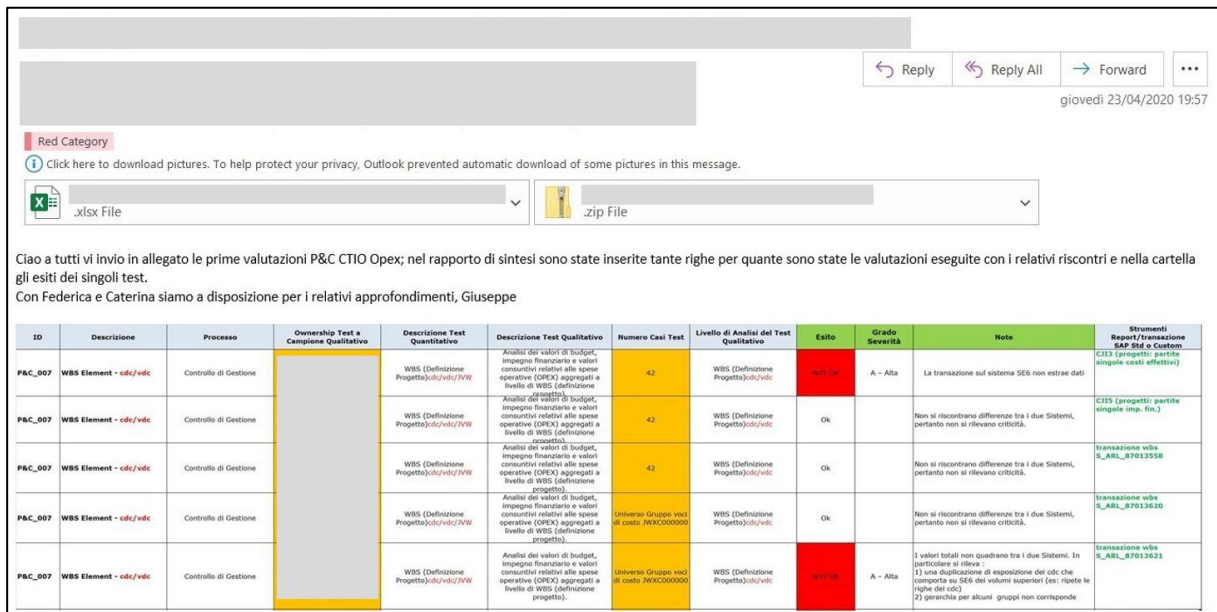 Reply
Reply All
Forward
giovedì 23/04/2020 19:57
Red Category
Click here to download pictures. To help protect your privacy, Outlook prevented automatic download of some pictures in this message.
.xlsx File
.zip File
Ciao a tutti vi invio in allegato le prime valutazioni P&C CTIO Opex; nel rapporto di sintesi sono state inserite tante righe per quante sono state le valutazioni eseguite con i relativi riscontri e nella cartella
gli esiti dei singoli test.
Con Federica e Caterina siamo a disposizione per i relativi approfondimenti, Giuseppe
ID
Descrizione
Processo
Ownership Test a
Campione Qualitativo
Descrizione Test
Quantitativo
Descrizione Test Qualitativo
Numero Casi Test
Livello di Analisi del Test
Qualitativo
Esito
Grado
Severità
Note
Strumenti
Report/transazione
SAP Std o Custom
P&C_007
WBS Element - cdc/vdc
Controllo di Gestione
WBS (Definizione
Progetto)cdc/vdc/JVW
Analisi dei valori di budget,
impegno finanziario e valori
consuntivi relativi alle spese
operative (OPEX) aggregati a
livello di WBS (definizione
progetto).
42
WBS (Definizione
Progetto)cdc/vdc
NOT OK
A – Alta
La transazione sul sistema SE6 non estrae dati
CJI3 (progetti: partite
singole costi effettivi)
P&C_007
WBS Element - cdc/vdc
Controllo di Gestione
WBS (Definizione
Progetto)cdc/vdc/JVW
Analisi dei valori di budget,
impegno finanziario e valori
consuntivi relativi alle spese
operative (OPEX) aggregati a
livello di WBS (definizione
progetto).
42
WBS (Definizione
Progetto)cdc/vdc
Ok
Non si riscontrano differenze tra i due Sistemi,
pertanto non si rilevano criticità.
CJI5 (progetti: partite
singole imp. fin.)
P&C_007
WBS Element - cdc/vdc
Controllo di Gestione
WBS (Definizione
Progetto)cdc/vdc/JVW
Analisi dei valori di budget,
impegno finanziario e valori
consuntivi relativi alle spese
operative (OPEX) aggregati a
livello di WBS (definizione
progetto).
42
WBS (Definizione
Progetto)cdc/vdc
Ok
Non si riscontrano differenze tra i due Sistemi,
pertanto non si rilevano criticità.
transazione wbs
S_ARL_87013558
P&C_007
WBS Element - cdc/vdc
Controllo di Gestione
WBS (Definizione
Progetto)cdc/vdc/JVW
Analisi dei valori di budget,
impegno finanziario e valori
consuntivi relativi alle spese
operative (OPEX) aggregati a
livello di WBS (definizione
progetto).
Universo Gruppo voci
di costo JWXC000000
WBS (Definizione
Progetto)cdc/vdc
Ok
Non si riscontrano differenze tra i due Sistemi,
pertanto non si rilevano criticità.
transazione wbs
S_ARL_87013620
P&C_007
WBS Element - cdc/vdc
Controllo di Gestione
WBS (Definizione
Progetto)cdc/vdc/JVW
Analisi dei valori di budget,
impegno finanziario e valori
consuntivi relativi alle spese
operative (OPEX) aggregati a
livello di WBS (definizione
progetto).
Universo Gruppo voci
di costo JWXC000000
WBS (Definizione
Progetto)cdc/vdc
NOT OK
A – Alta
I valori totali non quadrano tra i due Sistemi. In
particolare si rileva :
1) una duplicazione di esposizione dei cdc che
comporta su SE6 dei volumi superiori (es: ripete le
righe dei cdc)
2) gerarchia per alcuni gruppi non corrisponde
transazione wbs
S_ARL_87013621